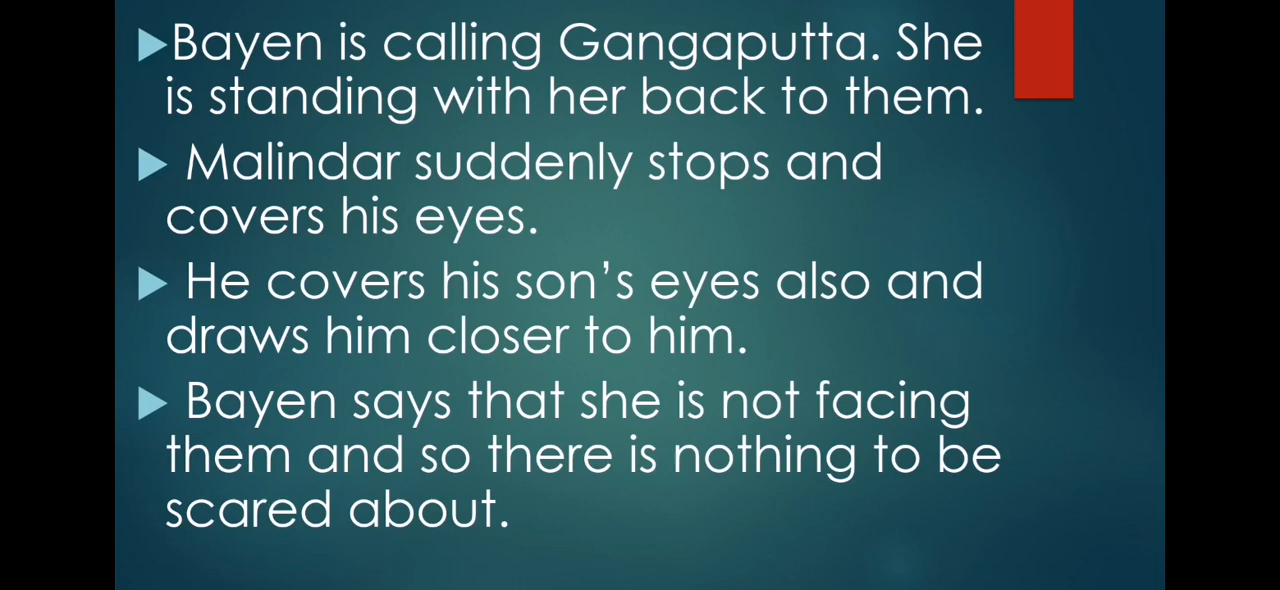 Bayen is calling Gangaputta. She
is standing with her back to them.
Malindar suddenly stops and
covers his eyes.
He covers his son's eyes also and
draws him closer to him.
Bayen says that she is not facing
them and so there is nothing to be
scared about.